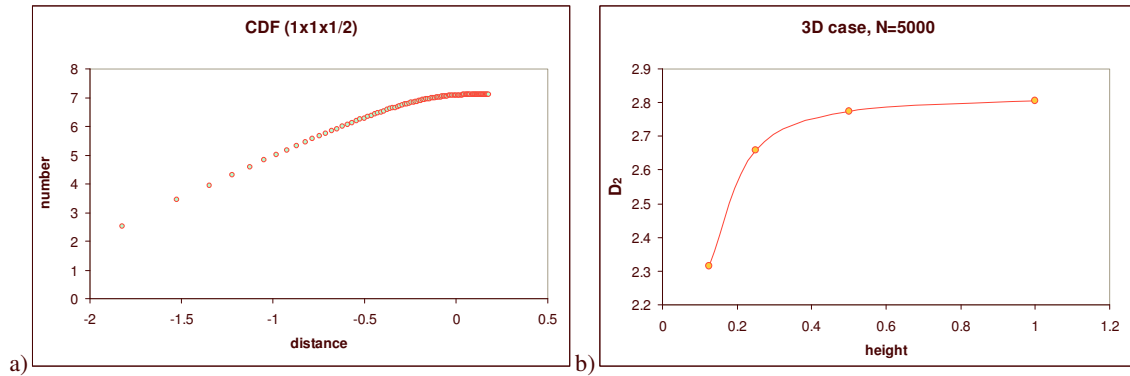 CDF (1x1x1/2)
8
7
6
5
4
3
2
1
0
number
-2 -1.5 -1 -0.5 0 0.5
distance
a)
3D case, N=5000
2.9
2.8
2.7
2.6
2.5
2.4
2.3
2.2
D2
0 0.2 0.4 0.6 0.8 1 1.2
height
b)